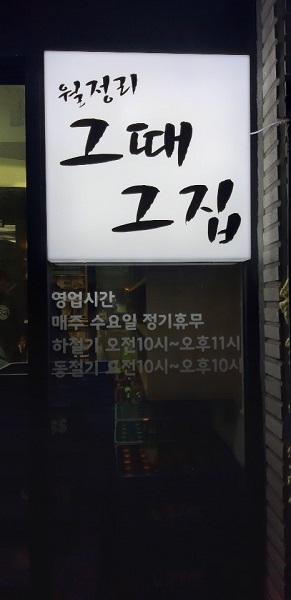 월정리
그때
그집
영업시간
매주 수요일 정기휴무
하절기 오전10시~오후11시
동절기 오전10시~오후10시